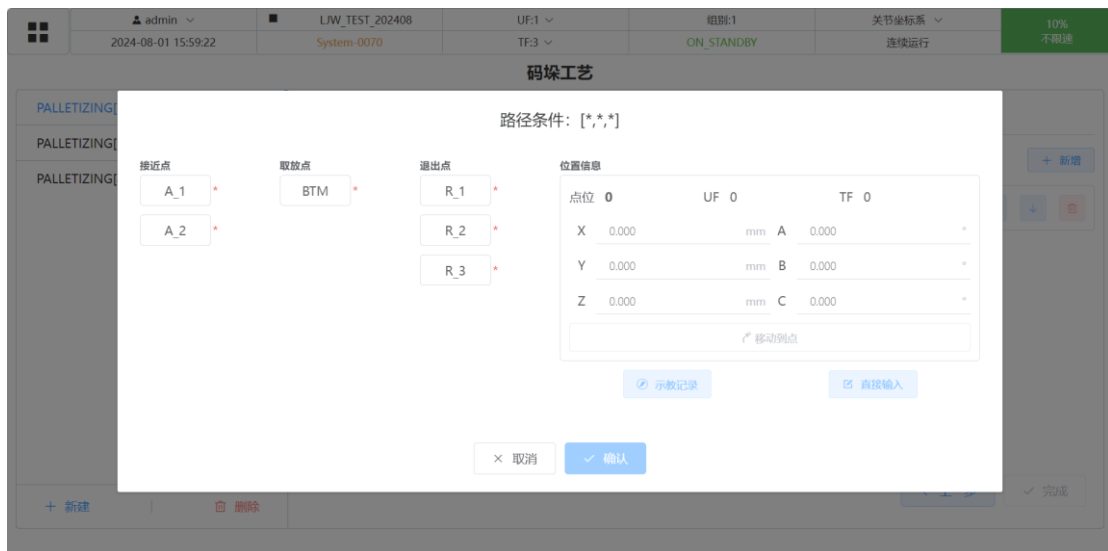 admin LJW_TEST_202408 UF:1 组别:1 关节坐标系 10%
2024-08-01 15:59:22 System-0070 TF:3 ON_STANDBY 连续运行 不限速
码垛工艺
PALLETIZING[
PALLETIZING[
PALLETIZING[
+ 新增
路径条件：[*,*,*]
接近点 取放点 退出点 位置信息
A_1 * BTM * R_1 * 点位 0 UF 0 TF 0
A_2 * R_2 * X 0.000 mm A 0.000 °
R_3 * Y 0.000 mm B 0.000 °
Z 0.000 mm C 0.000 °
移动到点
示教记录 直接输入
取消 确认
+ 新建 删除 完成